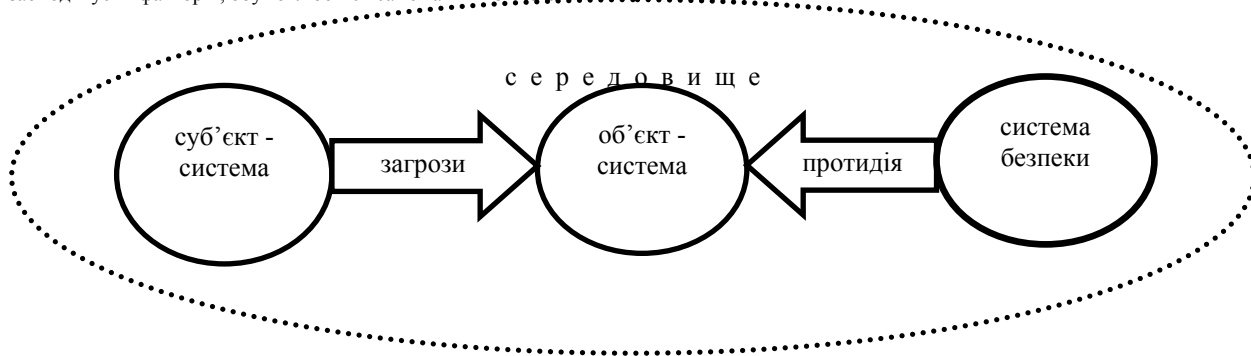 с е р е д о в и щ е
суб’єкт -
система
загрози
об’єкт -
система
протидія
система
безпеки